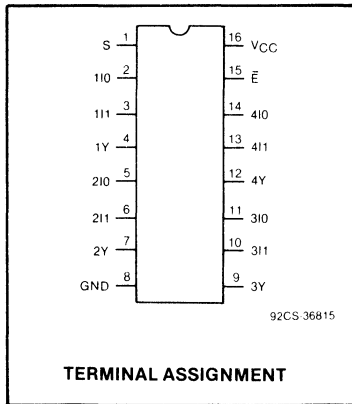 S 1 16 VCC
1I0 2 15 Ē
1I1 3 14 4I0
1Y 4 13 4I1
2I0 5 12 4Y
2I1 6 11 3I0
2Y 7 10 3I1
GND 8 9 3Y
92CS-36815
TERMINAL ASSIGNMENT